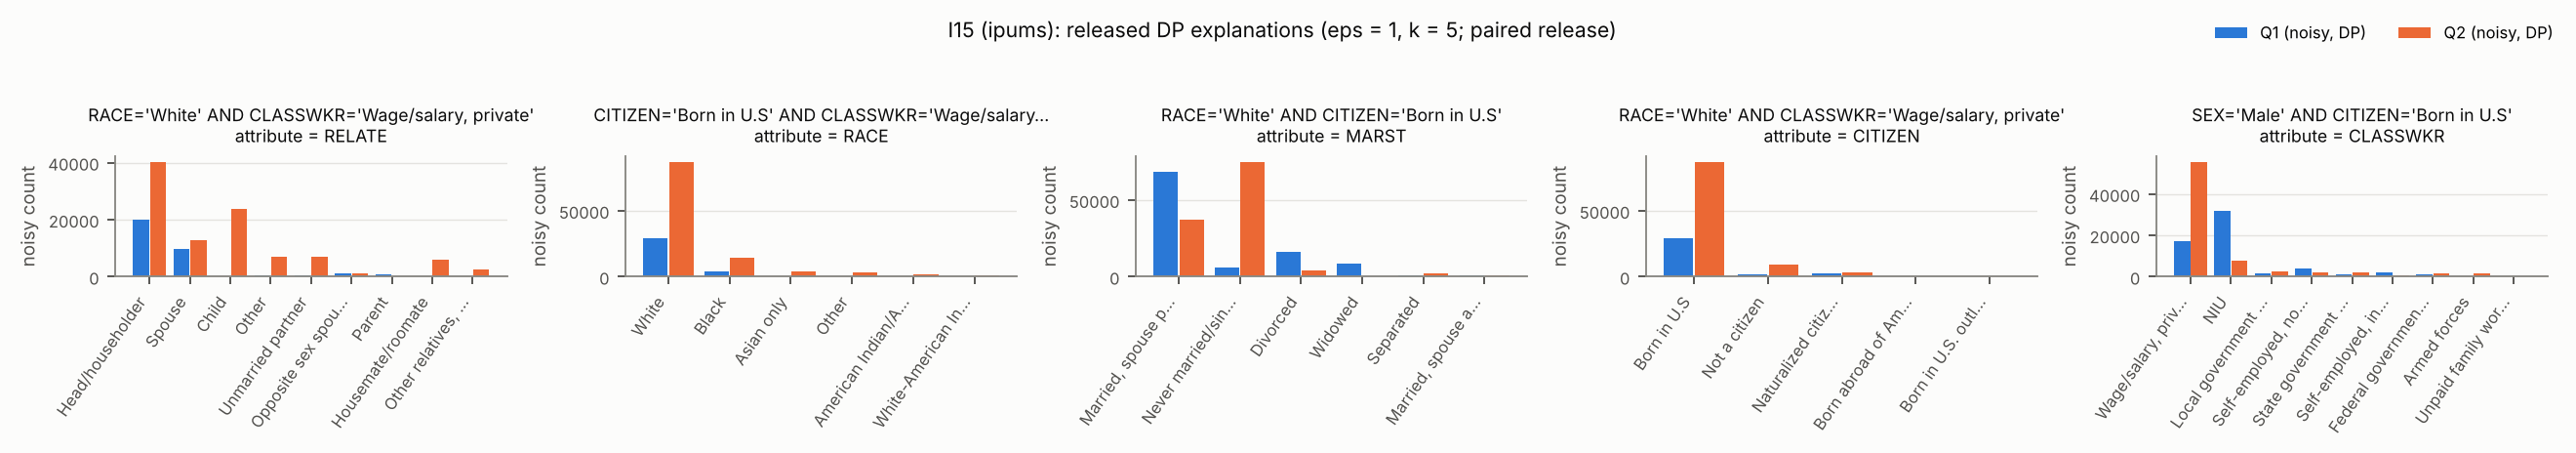 I15 (ipums): released DP explanations (eps = 1, k = 5; paired release)
Q1 (noisy, DP)
Q2 (noisy, DP)
RACE='White' AND CLASSWKR='Wage/salary, private'
attribute = RELATE
noisy count
40000
20000
0
Head/householder
Spouse
Child
Other
Unmarried partner
Opposite sex spou...
Parent
Housemate/roomate
Other relatives, ...
CITIZEN='Born in U.S' AND CLASSWKR='Wage/salary...
attribute = RACE
noisy count
50000
0
White
Black
Asian only
Other
American Indian/A...
White-American In...
RACE='White' AND CITIZEN='Born in U.S'
attribute = MARST
noisy count
50000
0
Married, spouse p...
Never married/sin...
Divorced
Widowed
Separated
Married, spouse a...
RACE='White' AND CLASSWKR='Wage/salary, private'
attribute = CITIZEN
noisy count
50000
0
Born in U.S
Not a citizen
Naturalized citiz...
Born abroad of Am...
Born in U.S. outl...
SEX='Male' AND CITIZEN='Born in U.S'
attribute = CLASSWKR
noisy count
40000
20000
0
Wage/salary, priv...
NIU
Local government ...
Self-employed, no...
State government ...
Self-employed, in...
Federal governmen...
Armed forces
Unpaid family wor...